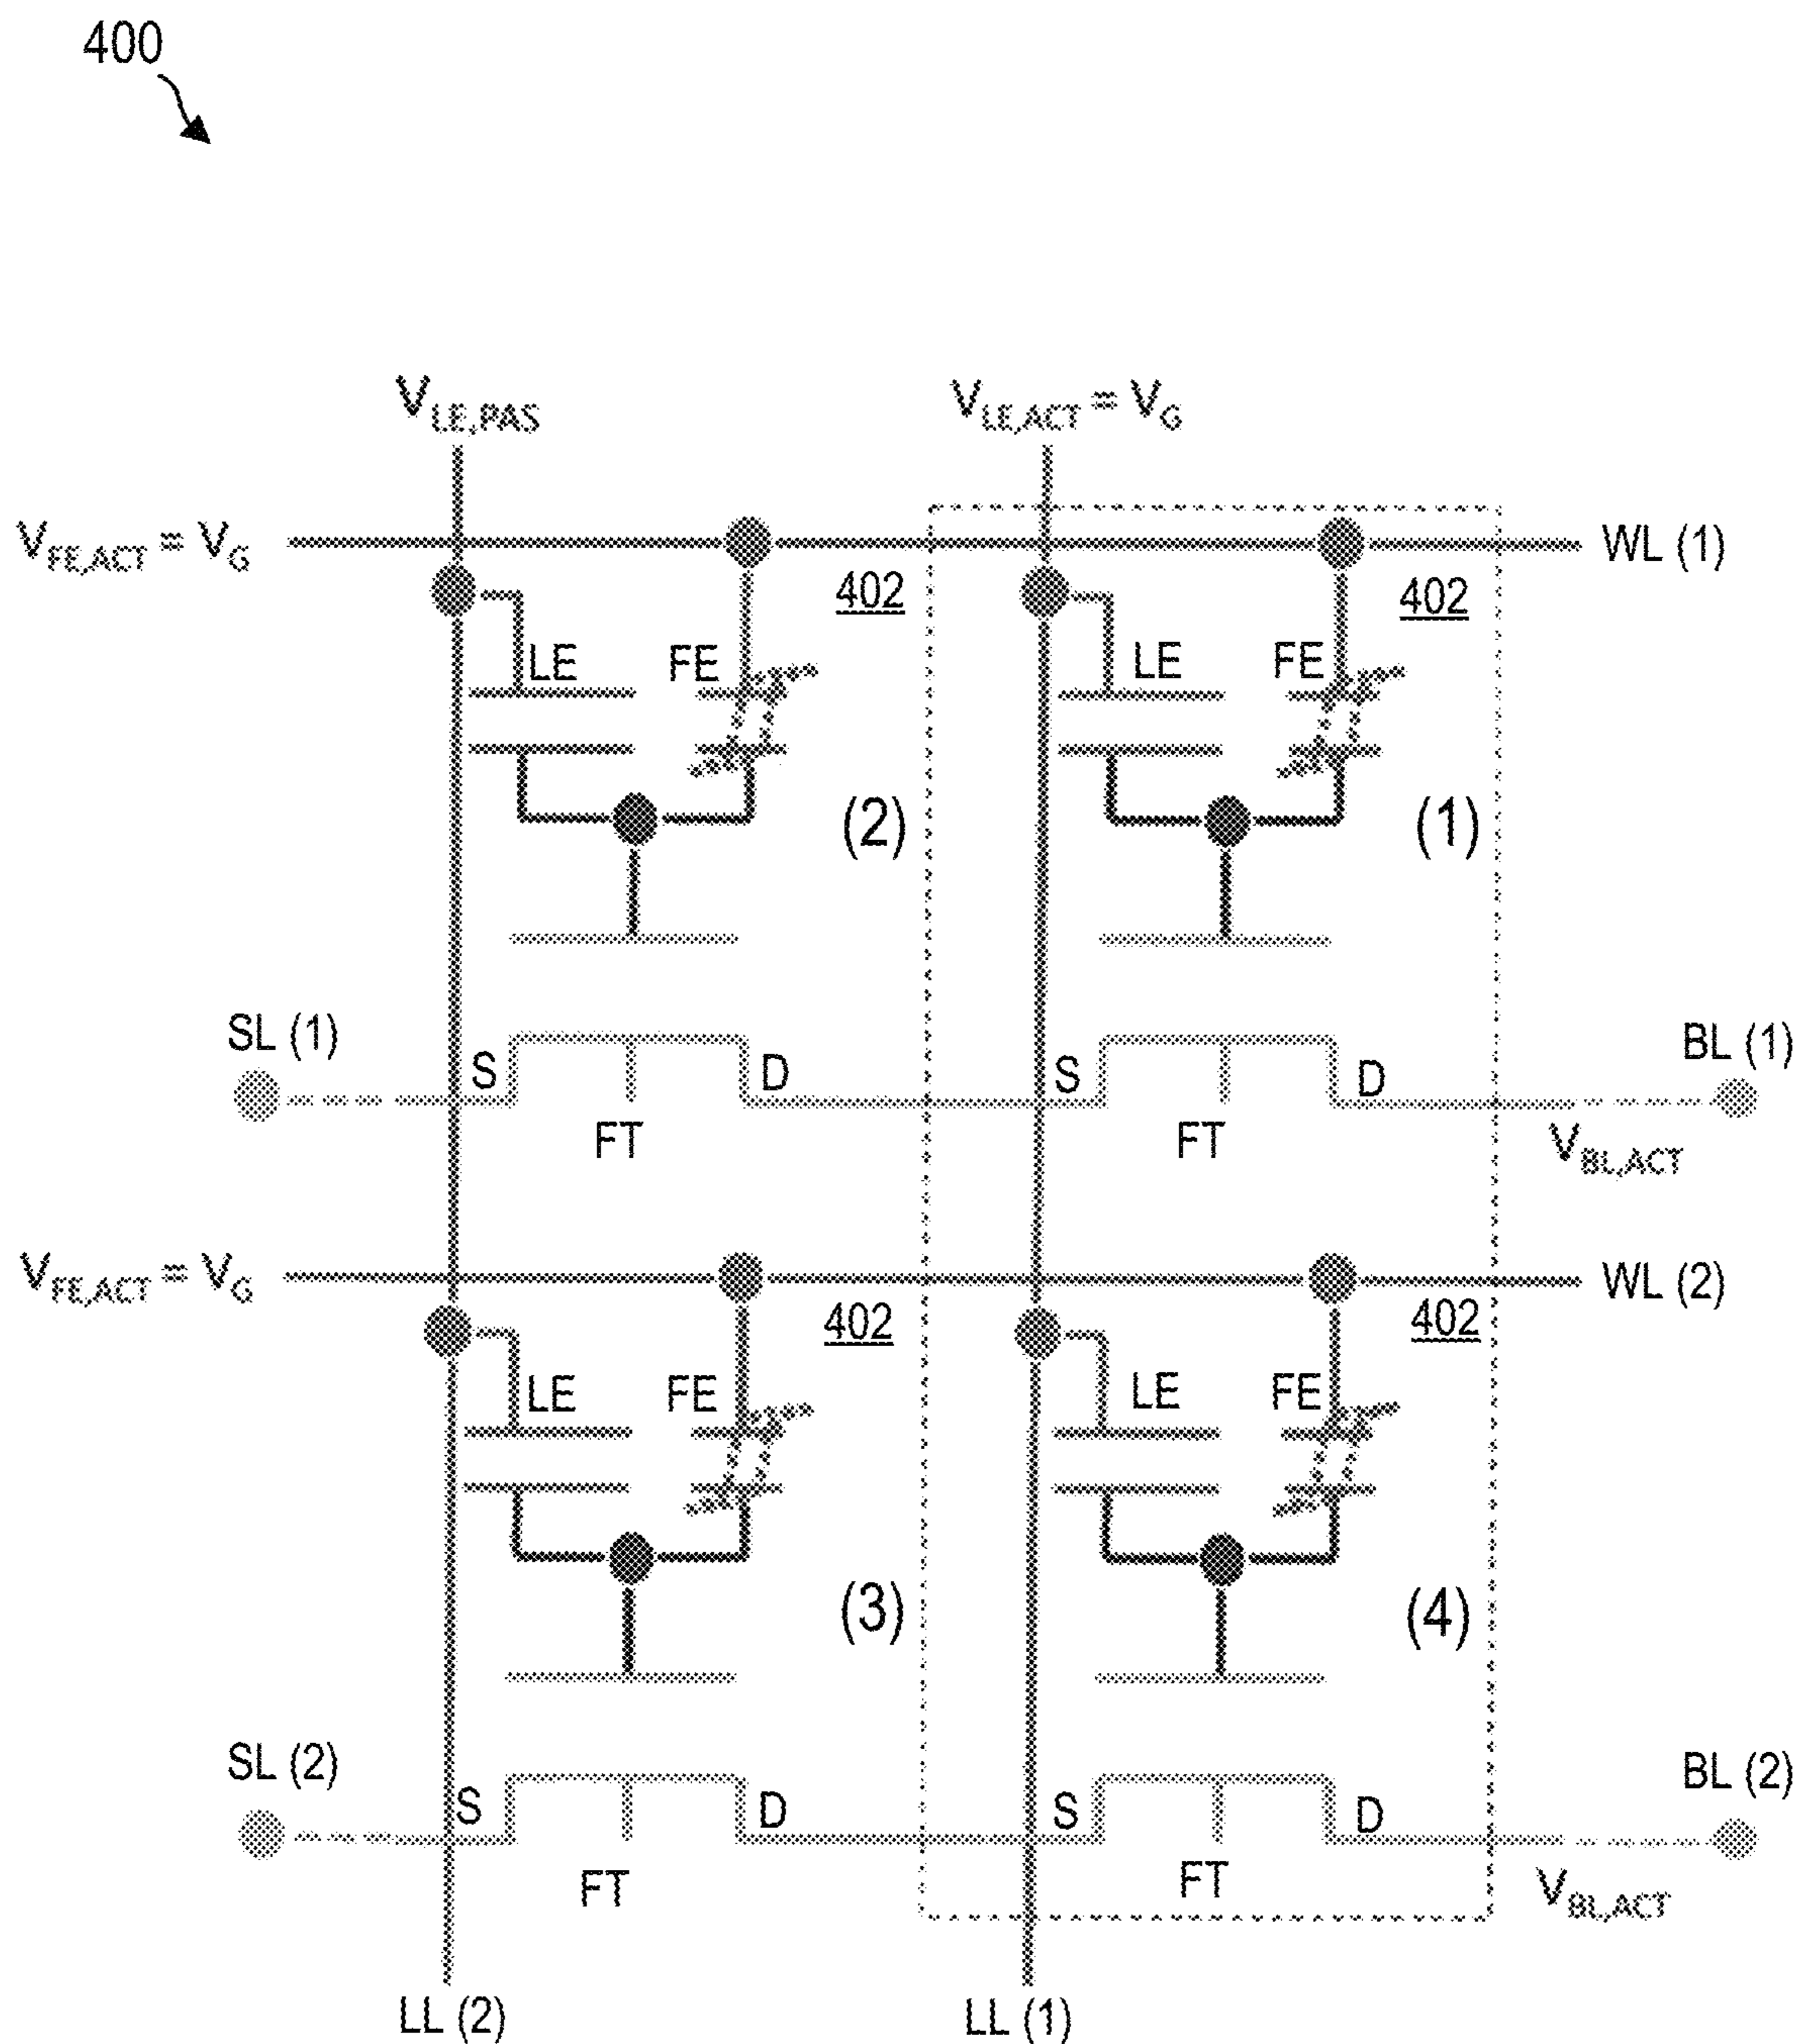 400
V_LE,PAS V_LE,ACT = V_G
V_FE,ACT = V_G WL (1)
402 402
LE FE LE FE
(2) (1)
SL (1) S D S D BL (1)
FT FT V_BL,ACT
V_FE,ACT = V_G WL (2)
402 402
LE FE LE FE
(3) (4)
SL (2) S D S D BL (2)
FT FT V_BL,ACT
LL (2) LL (1)